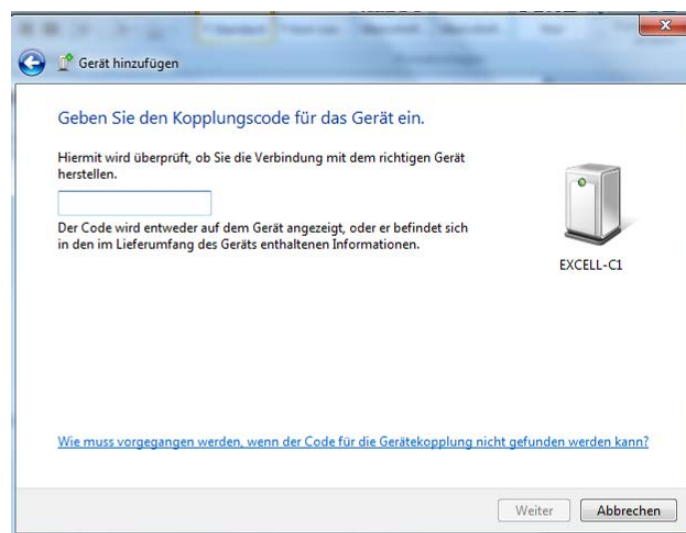 Gerät hinzufügen
Geben Sie den Kopplungscode für das Gerät ein.
Hiermit wird überprüft, ob Sie die Verbindung mit dem richtigen Gerät
herstellen.
Der Code wird entweder auf dem Gerät angezeigt, oder er befindet sich
in den im Lieferumfang des Geräts enthaltenen Informationen.
EXCELL-C1
Wie muss vorgegangen werden, wenn der Code für die Gerätekopplung nicht gefunden werden kann?
Weiter
Abbrechen